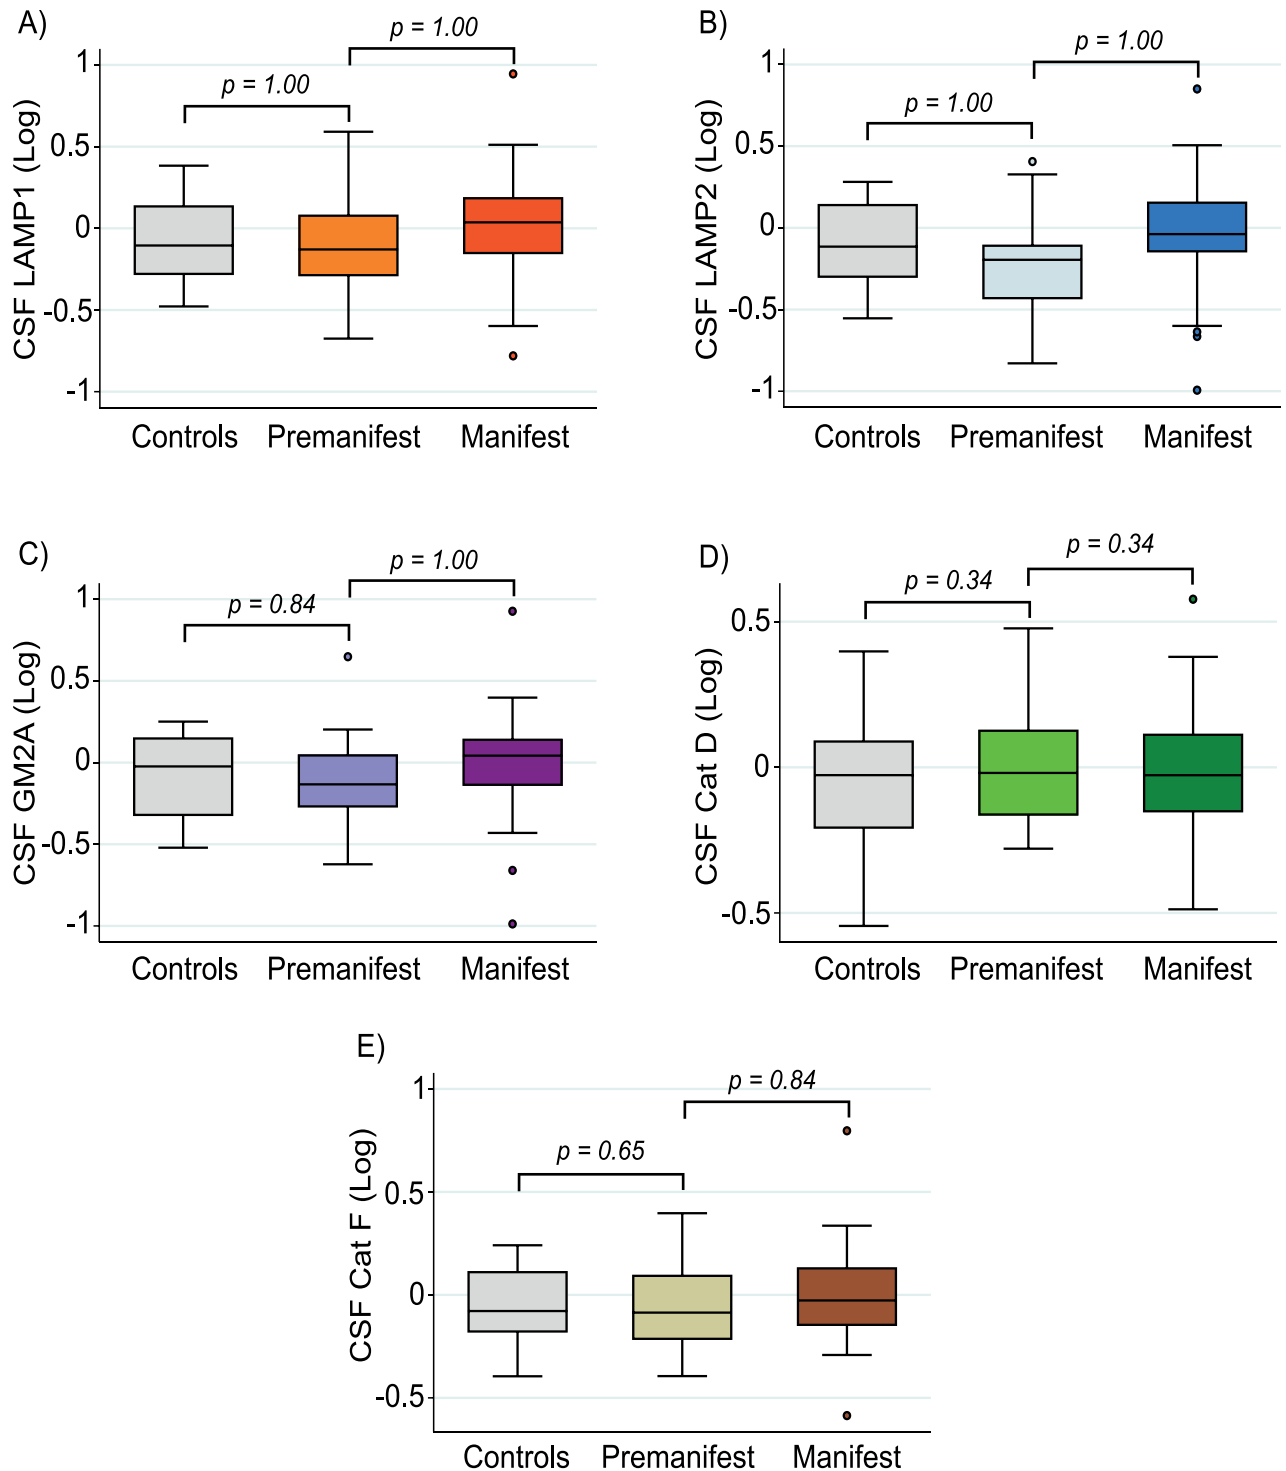 A)
p = 1.00
p = 1.00
CSF LAMP1 (Log)
1
0.5
0
-0.5
-1
Controls Premanifest Manifest
B)
p = 1.00
p = 1.00
CSF LAMP2 (Log)
1
0.5
0
-0.5
-1
Controls Premanifest Manifest
C)
p = 1.00
p = 0.84
CSF GM2A (Log)
1
0.5
0
-0.5
-1
Controls Premanifest Manifest
D)
p = 0.34
p = 0.34
CSF Cat D (Log)
0.5
0
-0.5
Controls Premanifest Manifest
E)
p = 0.84
p = 0.65
CSF Cat F (Log)
1
0.5
0
-0.5
Controls Premanifest Manifest